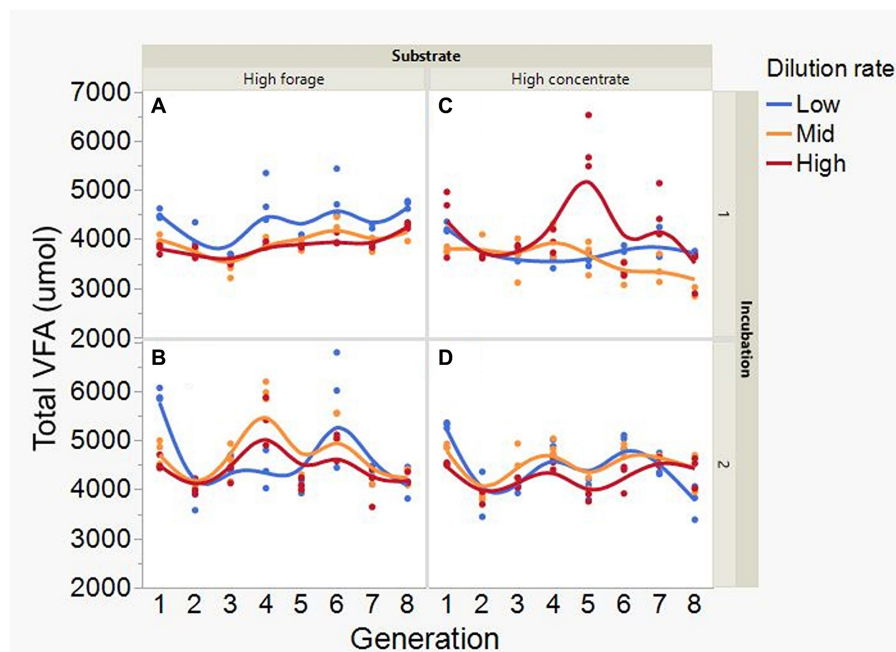 Substrate
High forage
High concentrate
Dilution rate
Low
Mid
High
A
C
7000
6000
5000
4000
3000
2000
1
B
D
6000
5000
4000
3000
2000
2
Total VFA (umol)
Incubation
1 2 3 4 5 6 7 8
1 2 3 4 5 6 7 8
Generation